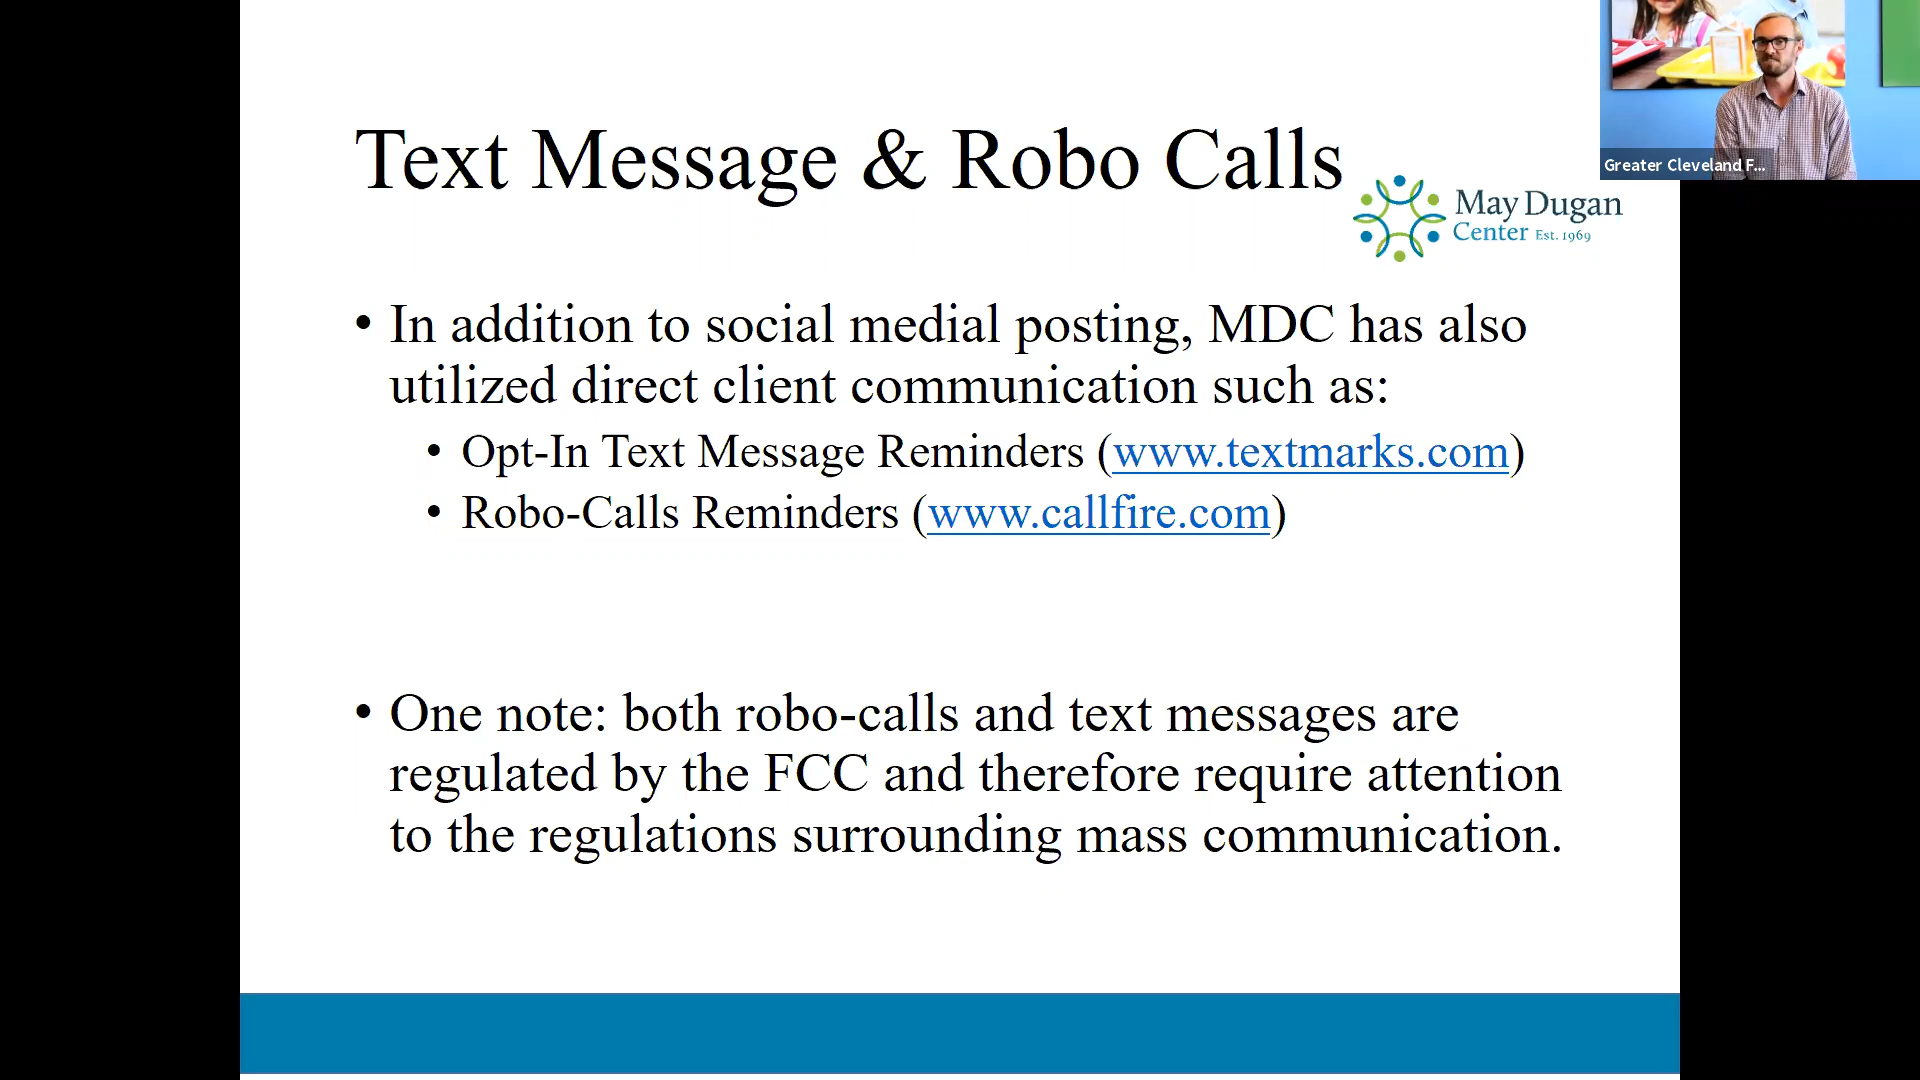 Text Message & Robo Calls
May Dugan
Center Est. 1969
Greater Cleveland F...
• In addition to social medial posting, MDC has also
utilized direct client communication such as:
• Opt-In Text Message Reminders (www.textmarks.com)
• Robo-Calls Reminders (www.callfire.com)
• One note: both robo-calls and text messages are
regulated by the FCC and therefore require attention
to the regulations surrounding mass communication.